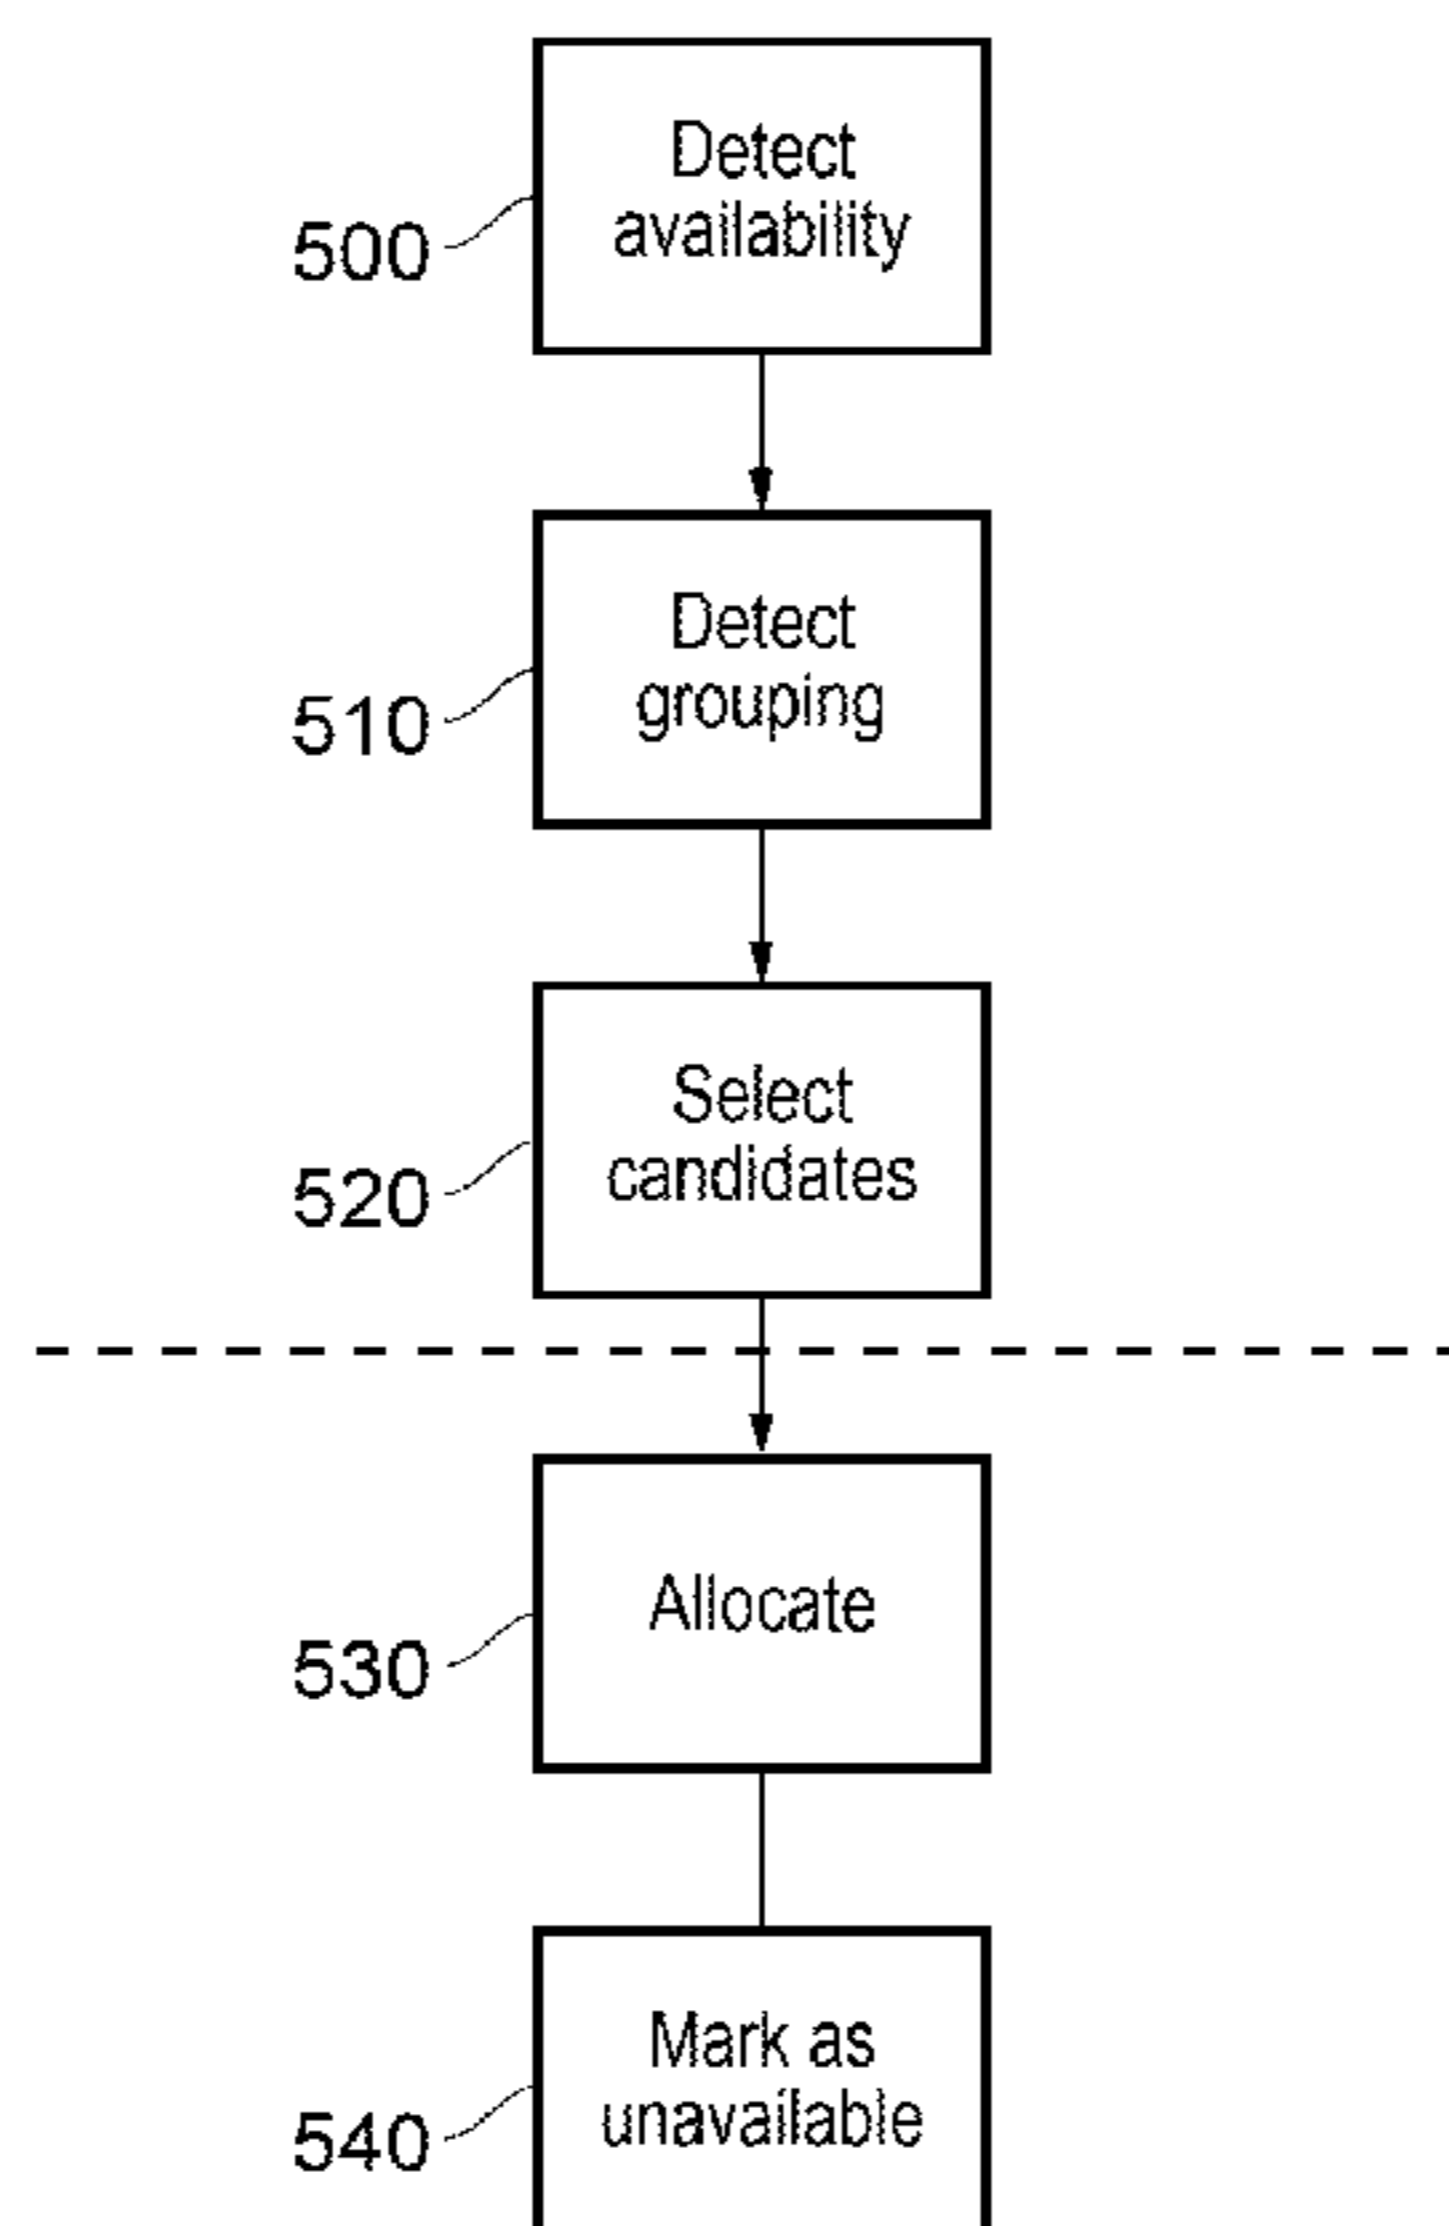 Detect
availability
500
Detect
grouping
510
Select
candidates
520
Allocate
530
Mark as
unavailable
540